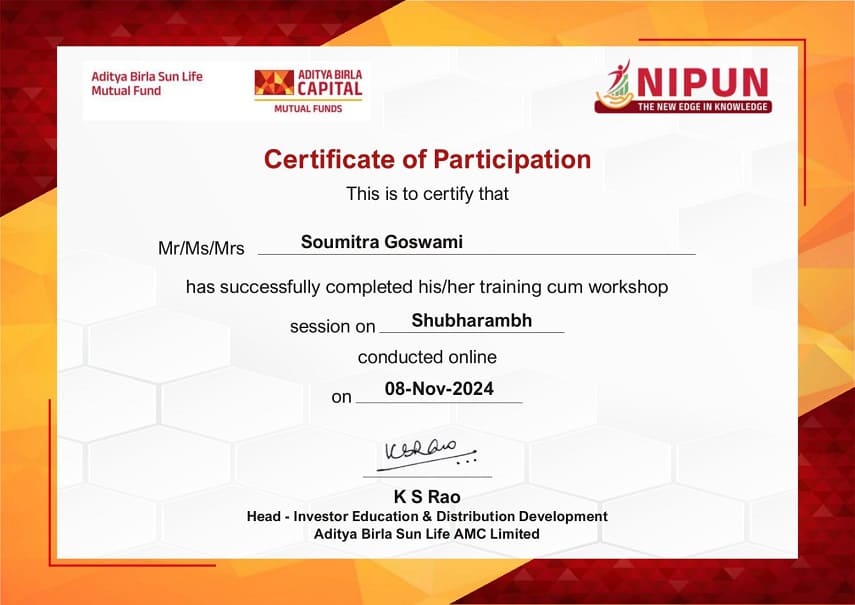 Aditya Birla Sun Life
Mutual Fund
ADITYA BIRLA
CAPITAL
MUTUAL FUNDS
NIPUN
THE NEW EDGE IN KNOWLEDGE
Certificate of Participation
This is to certify that
Mr/Ms/Mrs Soumitra Goswami
has successfully completed his/her training cum workshop
session on Shubharambh
conducted online
on 08-Nov-2024
KSRao
K S Rao
Head - Investor Education & Distribution Development
Aditya Birla Sun Life AMC Limited